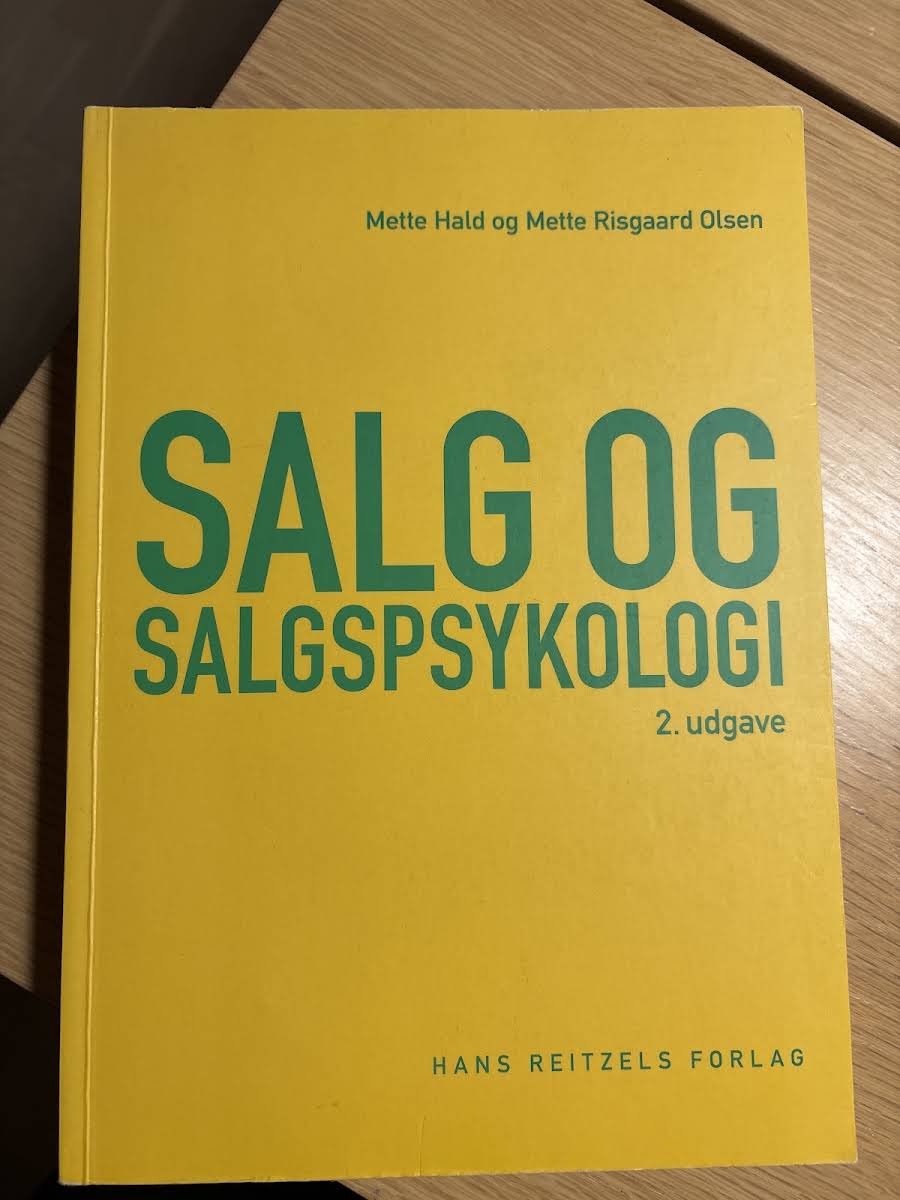 Mette Hald og Mette Risgaard Olsen
SALG OG
SALGSPSYKOLOGI
2. udgave
HANS REITZELS FORLAG